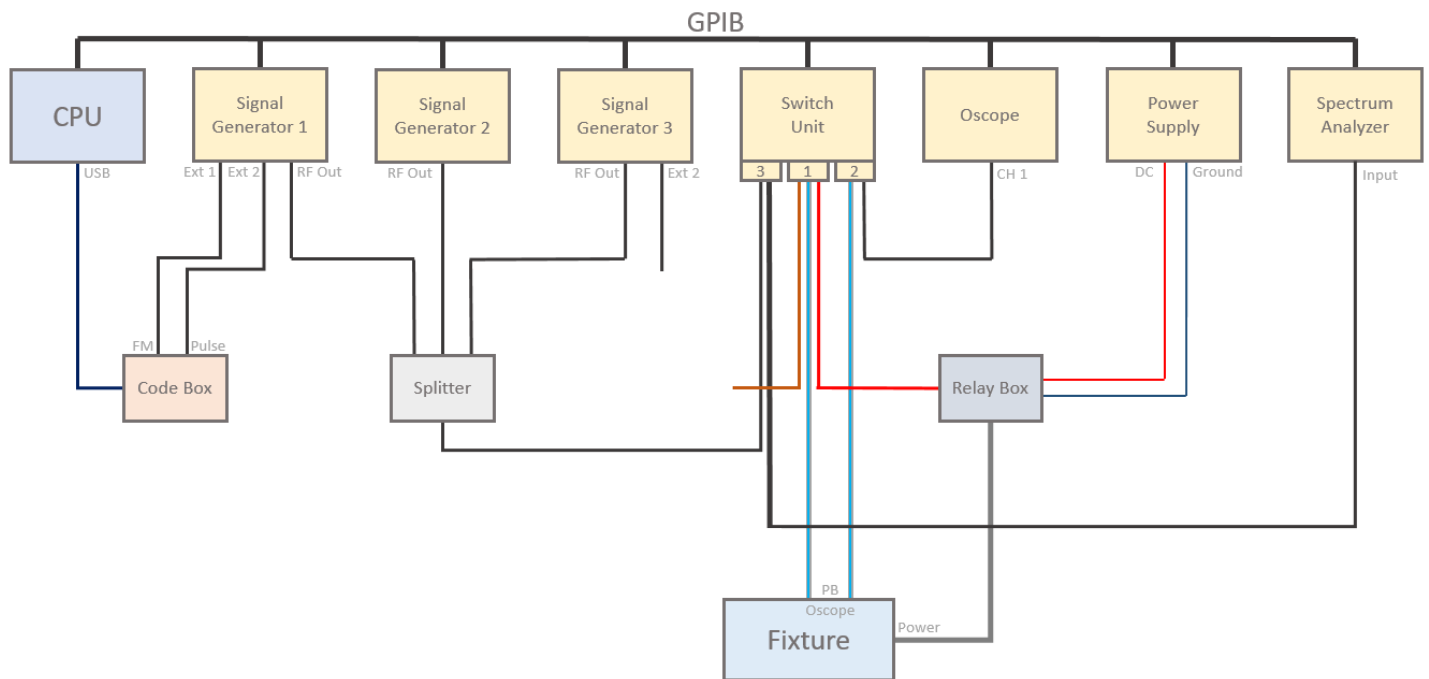 GPIB
CPU
Signal
Generator 1
Signal
Generator 2
Signal
Generator 3
Switch
Unit
Oscope
Power
Supply
Spectrum
Analyzer
3
1
2
USB
Ext 1
Ext 2
RF Out
RF Out
RF Out
Ext 2
CH 1
DC
Ground
Input
FM
Pulse
Code Box
Splitter
Relay Box
PB
Oscope
Fixture
Power